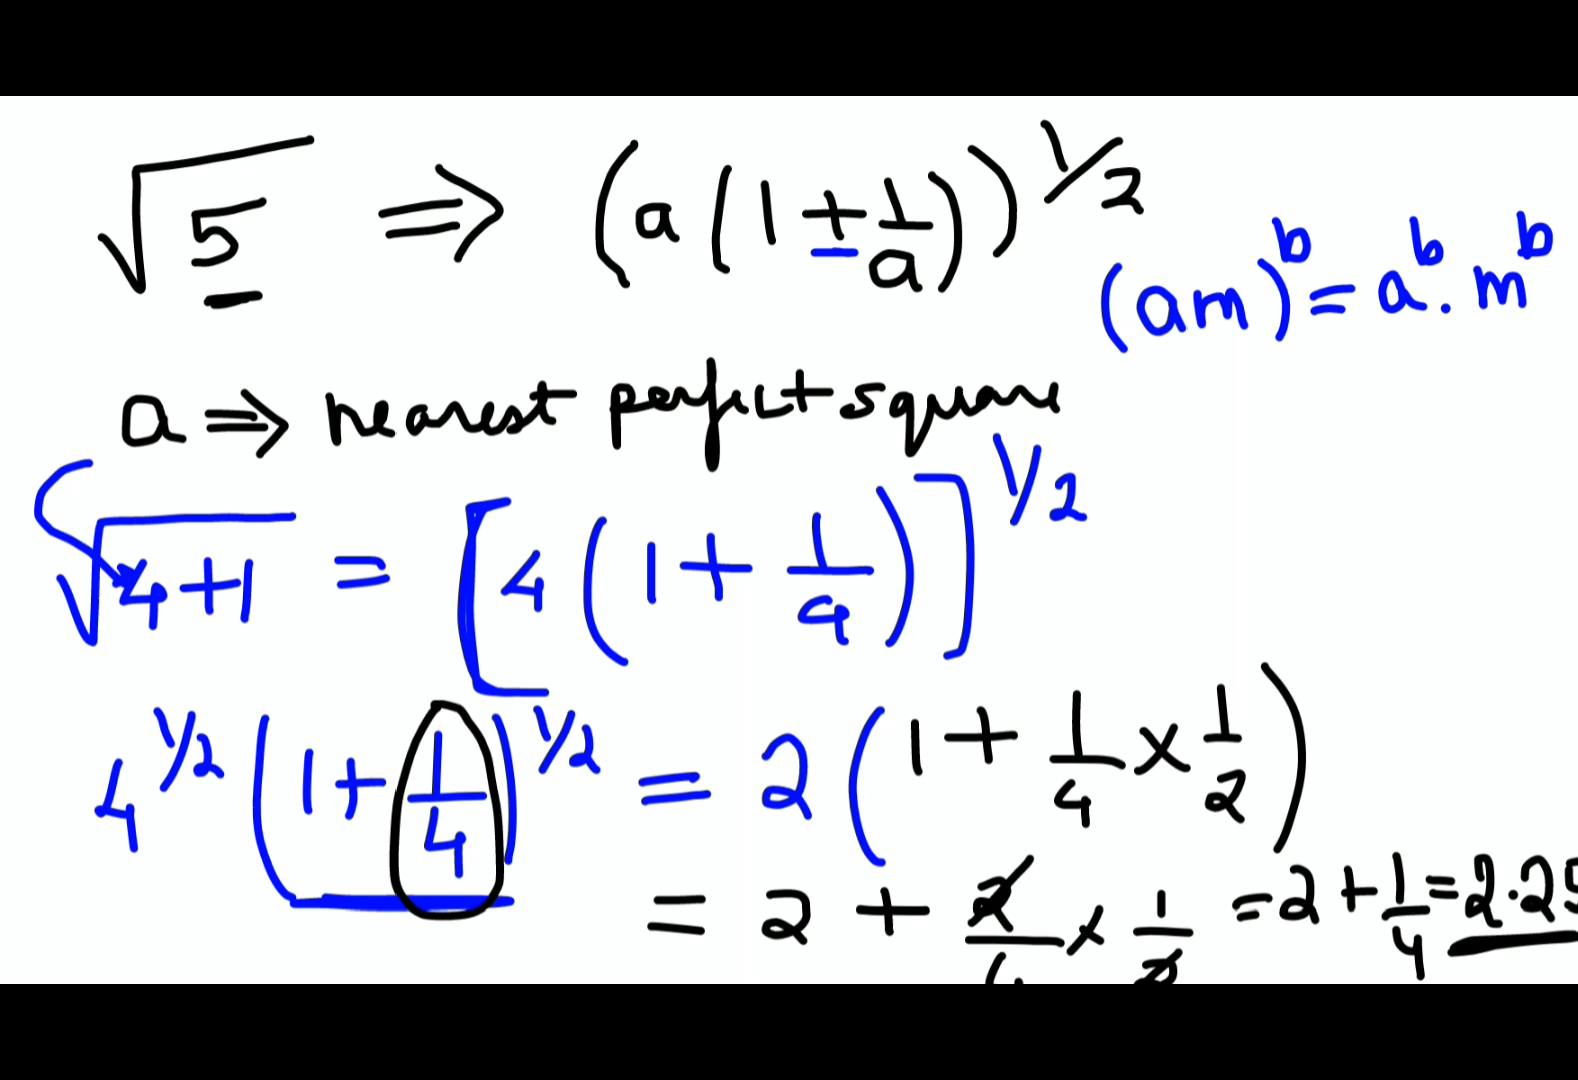 √5 ⇒ (a(1+1/a))^1/2
(am)^b = a^b . m^b
a ⇒ nearest perfect square
√4+1 = [4(1+1/4)]^1/2
4^1/2 (1+1/4)^1/2 = 2(1+1/4×1/2)
= 2 + 2/4 × 1/2 = 2+1/4 = 2.25